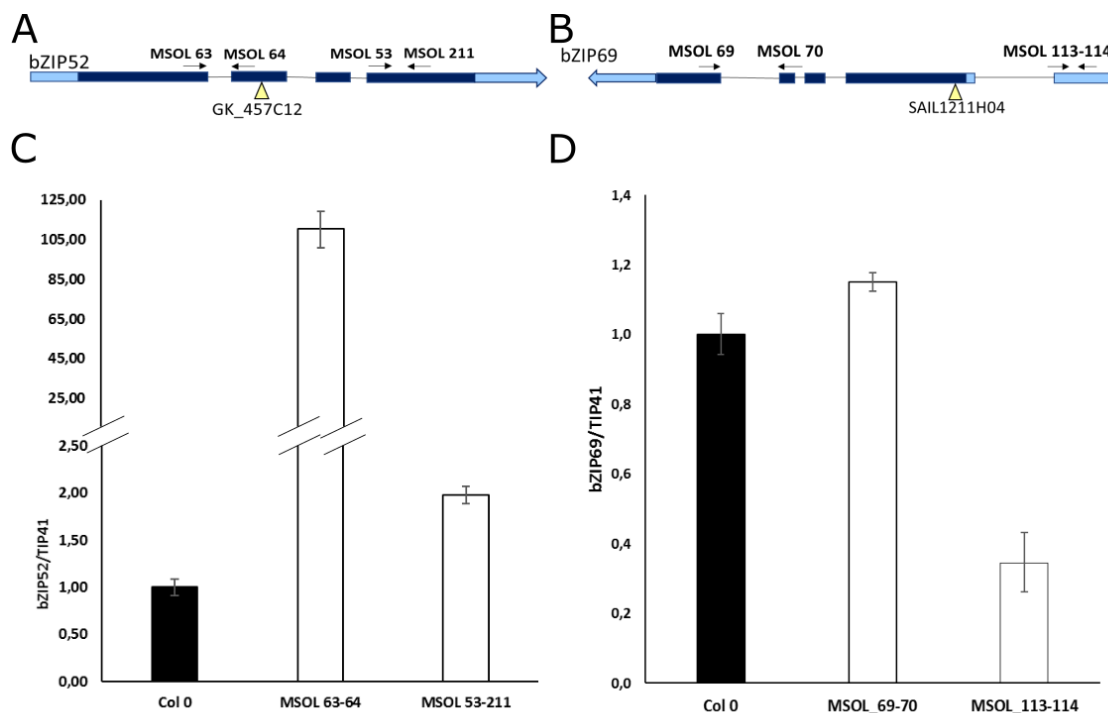 A
B
bZIP52
MSOL 63
MSOL 64
MSOL 53
MSOL 211
GK_457C12
bZIP69
MSOL 69
MSOL 70
MSOL 113-114
SAIL1211H04
C
D
125,00
105,00
85,00
65,00
45,00
25,00
2,50
2,00
1,50
1,00
0,50
0,00
bZIP52/TIP41
Col 0
MSOL 63-64
MSOL 53-211
1,4
1,2
1,0
0,8
0,6
0,4
0,2
0,0
bZIP69/TIP41
Col 0
MSOL_69-70
MSOL_113-114